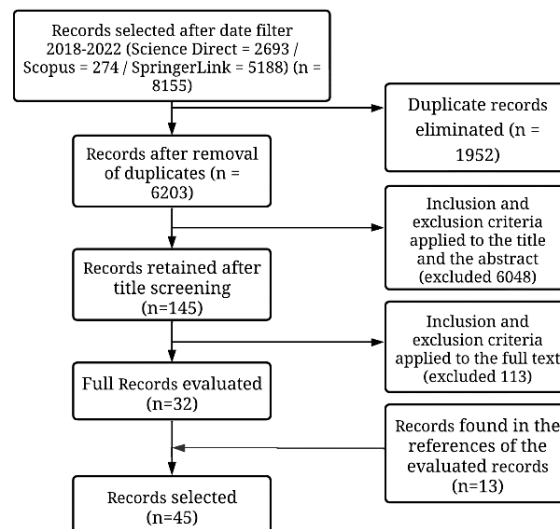 Records selected after date filter
2018-2022 (Science Direct = 2693 /
Scopus = 274 / SpringerLink = 5188) (n =
8155)
Duplicate records
eliminated (n =
1952)
Records after removal
of duplicates (n =
6203)
Inclusion and
exclusion criteria
applied to the title
and the abstract
(excluded 6048)
Records retained after
title screening
(n=145)
Inclusion and
exclusion criteria
applied to the full text
(excluded 113)
Full Records evaluated
(n=32)
Records found in the
references of the
evaluated records
(n=13)
Records selected
(n=45)